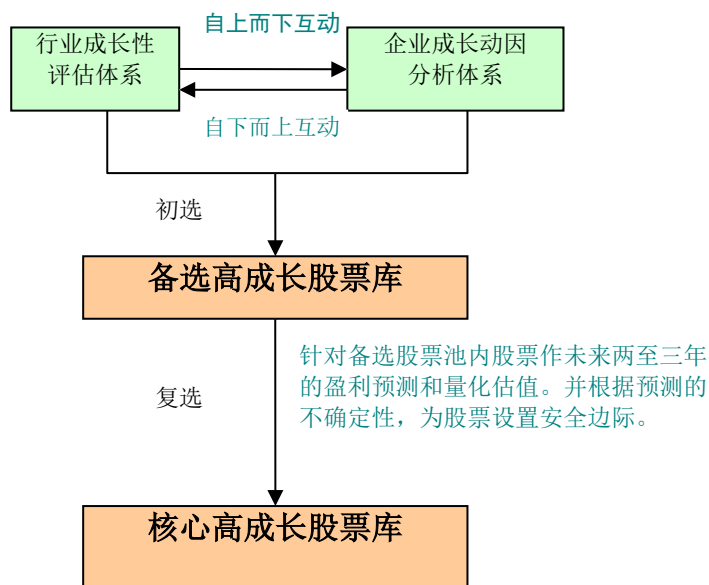 自上而下互动
行业成长性
评估体系
企业成长动因
分析体系
自下而上互动
初选
备选高成长股票库
针对备选股票池内股票作未来两至三年
的盈利预测和量化估值。并根据预测的
不确定性，为股票设置安全边际。
复选
核心高成长股票库